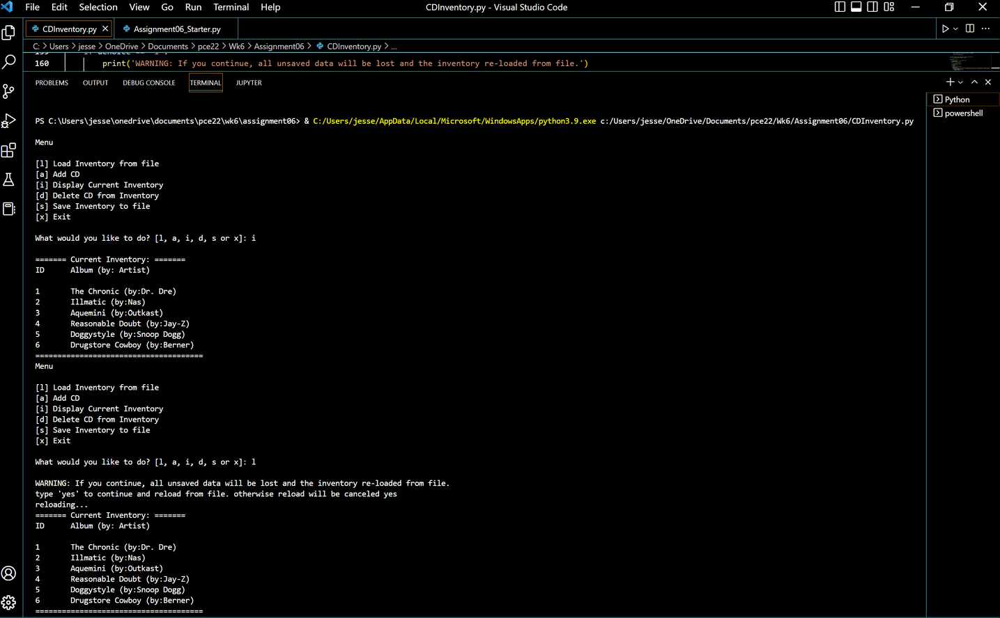 File Edit Selection View Go Run Terminal Help CDInventory.py - Visual Studio Code
CDInventory.py Assignment06_Starter.py
C: > Users > jesse > OneDrive > Documents > pce22 > Wk6 > Assignment06 > CDInventory.py > ...
160 print('WARNING: If you continue, all unsaved data will be lost and the inventory re-loaded from file.')
PROBLEMS OUTPUT DEBUG CONSOLE TERMINAL JUPYTER
Python
powershell
PS C:\Users\jesse\onedrive\documents\pce22\wk6\assignment06> & C:/Users/jesse/AppData/Local/Microsoft/WindowsApps/python3.9.exe c:/Users/jesse/OneDrive/Documents/pce22/Wk6/Assignment06/CDInventory.py
Menu
[l] Load Inventory from file
[a] Add CD
[i] Display Current Inventory
[d] Delete CD from Inventory
[s] Save Inventory to file
[x] Exit
What would you like to do? [l, a, i, d, s or x]: i
======= Current Inventory: =======
ID Album (by: Artist)
1 The Chronic (by:Dr. Dre)
2 Illmatic (by:Nas)
3 Aquemini (by:Outkast)
4 Reasonable Doubt (by:Jay-Z)
5 Doggystyle (by:Snoop Dogg)
6 Drugstore Cowboy (by:Berner)
======================================
Menu
[l] Load Inventory from file
[a] Add CD
[i] Display Current Inventory
[d] Delete CD from Inventory
[s] Save Inventory to file
[x] Exit
What would you like to do? [l, a, i, d, s or x]: l
WARNING: If you continue, all unsaved data will be lost and the inventory re-loaded from file.
type 'yes' to continue and reload from file. otherwise reload will be canceled yes
reloading...
======= Current Inventory: =======
ID Album (by: Artist)
1 The Chronic (by:Dr. Dre)
2 Illmatic (by:Nas)
3 Aquemini (by:Outkast)
4 Reasonable Doubt (by:Jay-Z)
5 Doggystyle (by:Snoop Dogg)
6 Drugstore Cowboy (by:Berner)
======================================